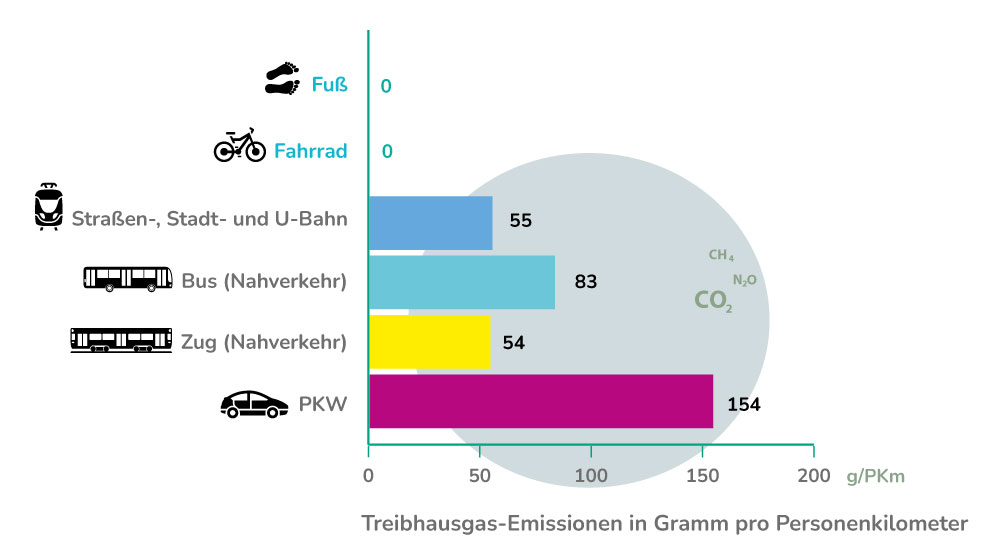 Fuß 0
Fahrrad 0
Straßen-, Stadt- und U-Bahn 55
CH4
Bus (Nahverkehr) 83
N2O
CO2
Zug (Nahverkehr) 54
PKW 154
0 50 100 150 200 g/PKm
Treibhausgas-Emissionen in Gramm pro Personenkilometer